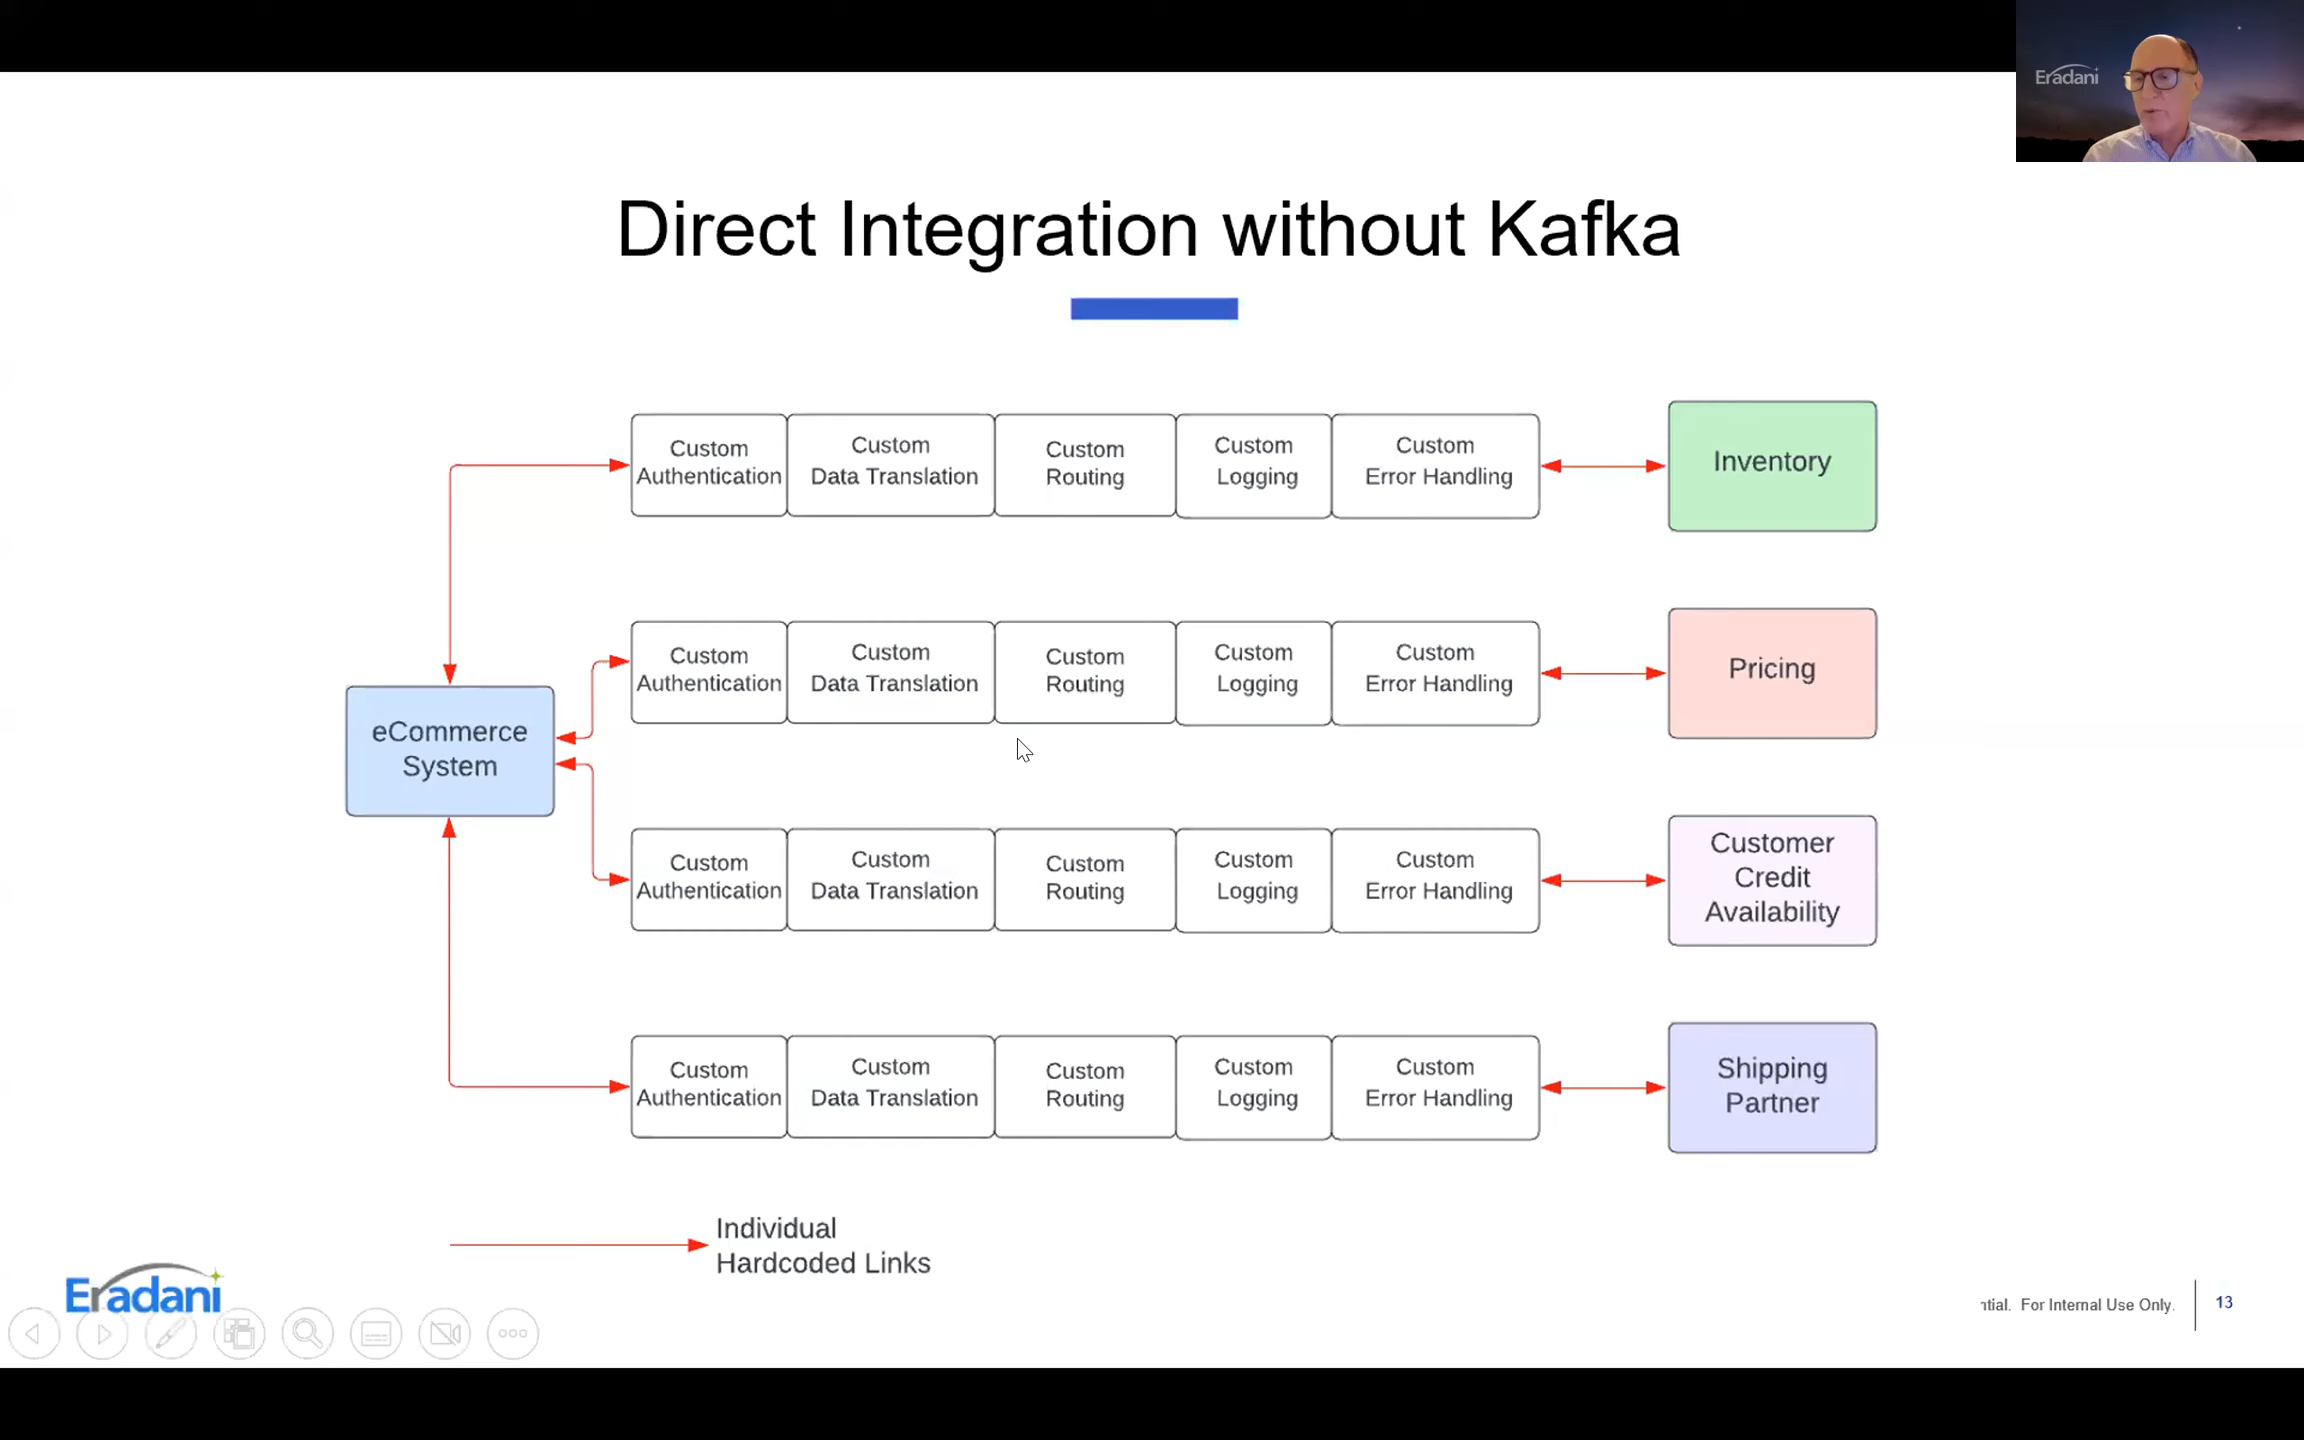 Eradani
Direct Integration without Kafka
Custom
Authentication
Custom
Data Translation
Custom
Routing
Custom
Logging
Custom
Error Handling
Inventory
Custom
Authentication
Custom
Data Translation
Custom
Routing
Custom
Logging
Custom
Error Handling
Pricing
eCommerce
System
Custom
Authentication
Custom
Data Translation
Custom
Routing
Custom
Logging
Custom
Error Handling
Customer
Credit
Availability
Custom
Authentication
Custom
Data Translation
Custom
Routing
Custom
Logging
Custom
Error Handling
Shipping
Partner
Individual
Hardcoded Links
Eradani
ntial. For Internal Use Only.
13